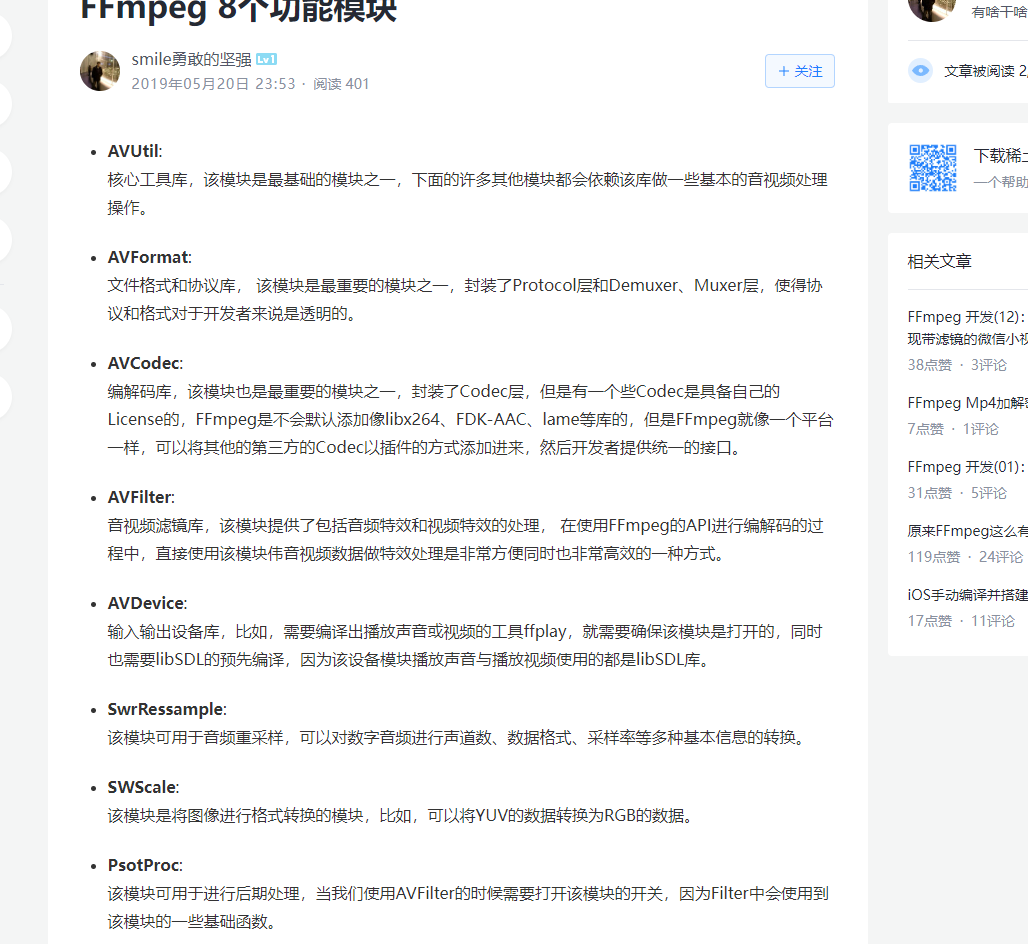 FFmpeg 8个功能模块
smile勇敢的坚强 Lv1
2019年05月20日 23:53 · 阅读 401
+ 关注
AVUtil:
核心工具库，该模块是最基础的模块之一，下面的许多其他模块都会依赖该库做一些基本的音视频处理
操作。
AVFormat:
文件格式和协议库， 该模块是最重要的模块之一，封装了Protocol层和Demuxer、Muxer层，使得协
议和格式对于开发者来说是透明的。
AVCodec:
编解码库，该模块也是最重要的模块之一，封装了Codec层，但是有一个些Codec是具备自己的
License的，FFmpeg是不会默认添加像libx264、FDK-AAC、lame等库的，但是FFmpeg就像一个平台
一样，可以将其他的第三方的Codec以插件的方式添加进来，然后开发者提供统一的接口。
AVFilter:
音视频滤镜库，该模块提供了包括音频特效和视频特效的处理， 在使用FFmpeg的API进行编解码的过
程中，直接使用该模块伟音视频数据做特效处理是非常方便同时也非常高效的一种方式。
AVDevice:
输入输出设备库，比如，需要编译出播放声音或视频的工具ffplay，就需要确保该模块是打开的，同时
也需要libSDL的预先编译，因为该设备模块播放声音与播放视频使用的都是libSDL库。
SwrRessample:
该模块可用于音频重采样，可以对数字音频进行声道数、数据格式、采样率等多种基本信息的转换。
SWScale:
该模块是将图像进行格式转换的模块，比如，可以将YUV的数据转换为RGB的数据。
PsotProc:
该模块可用于进行后期处理，当我们使用AVFilter的时候需要打开该模块的开关，因为Filter中会使用到
该模块的一些基础函数。
有啥干啥
文章被阅读 2,
下载稀土
一个帮助
相关文章
FFmpeg 开发(12)：
现带滤镜的微信小视
38点赞 · 3评论
FFmpeg Mp4加解密
7点赞 · 1评论
FFmpeg 开发(01)：
31点赞 · 5评论
原来FFmpeg这么有
119点赞 · 24评论
iOS手动编译并搭建
17点赞 · 11评论